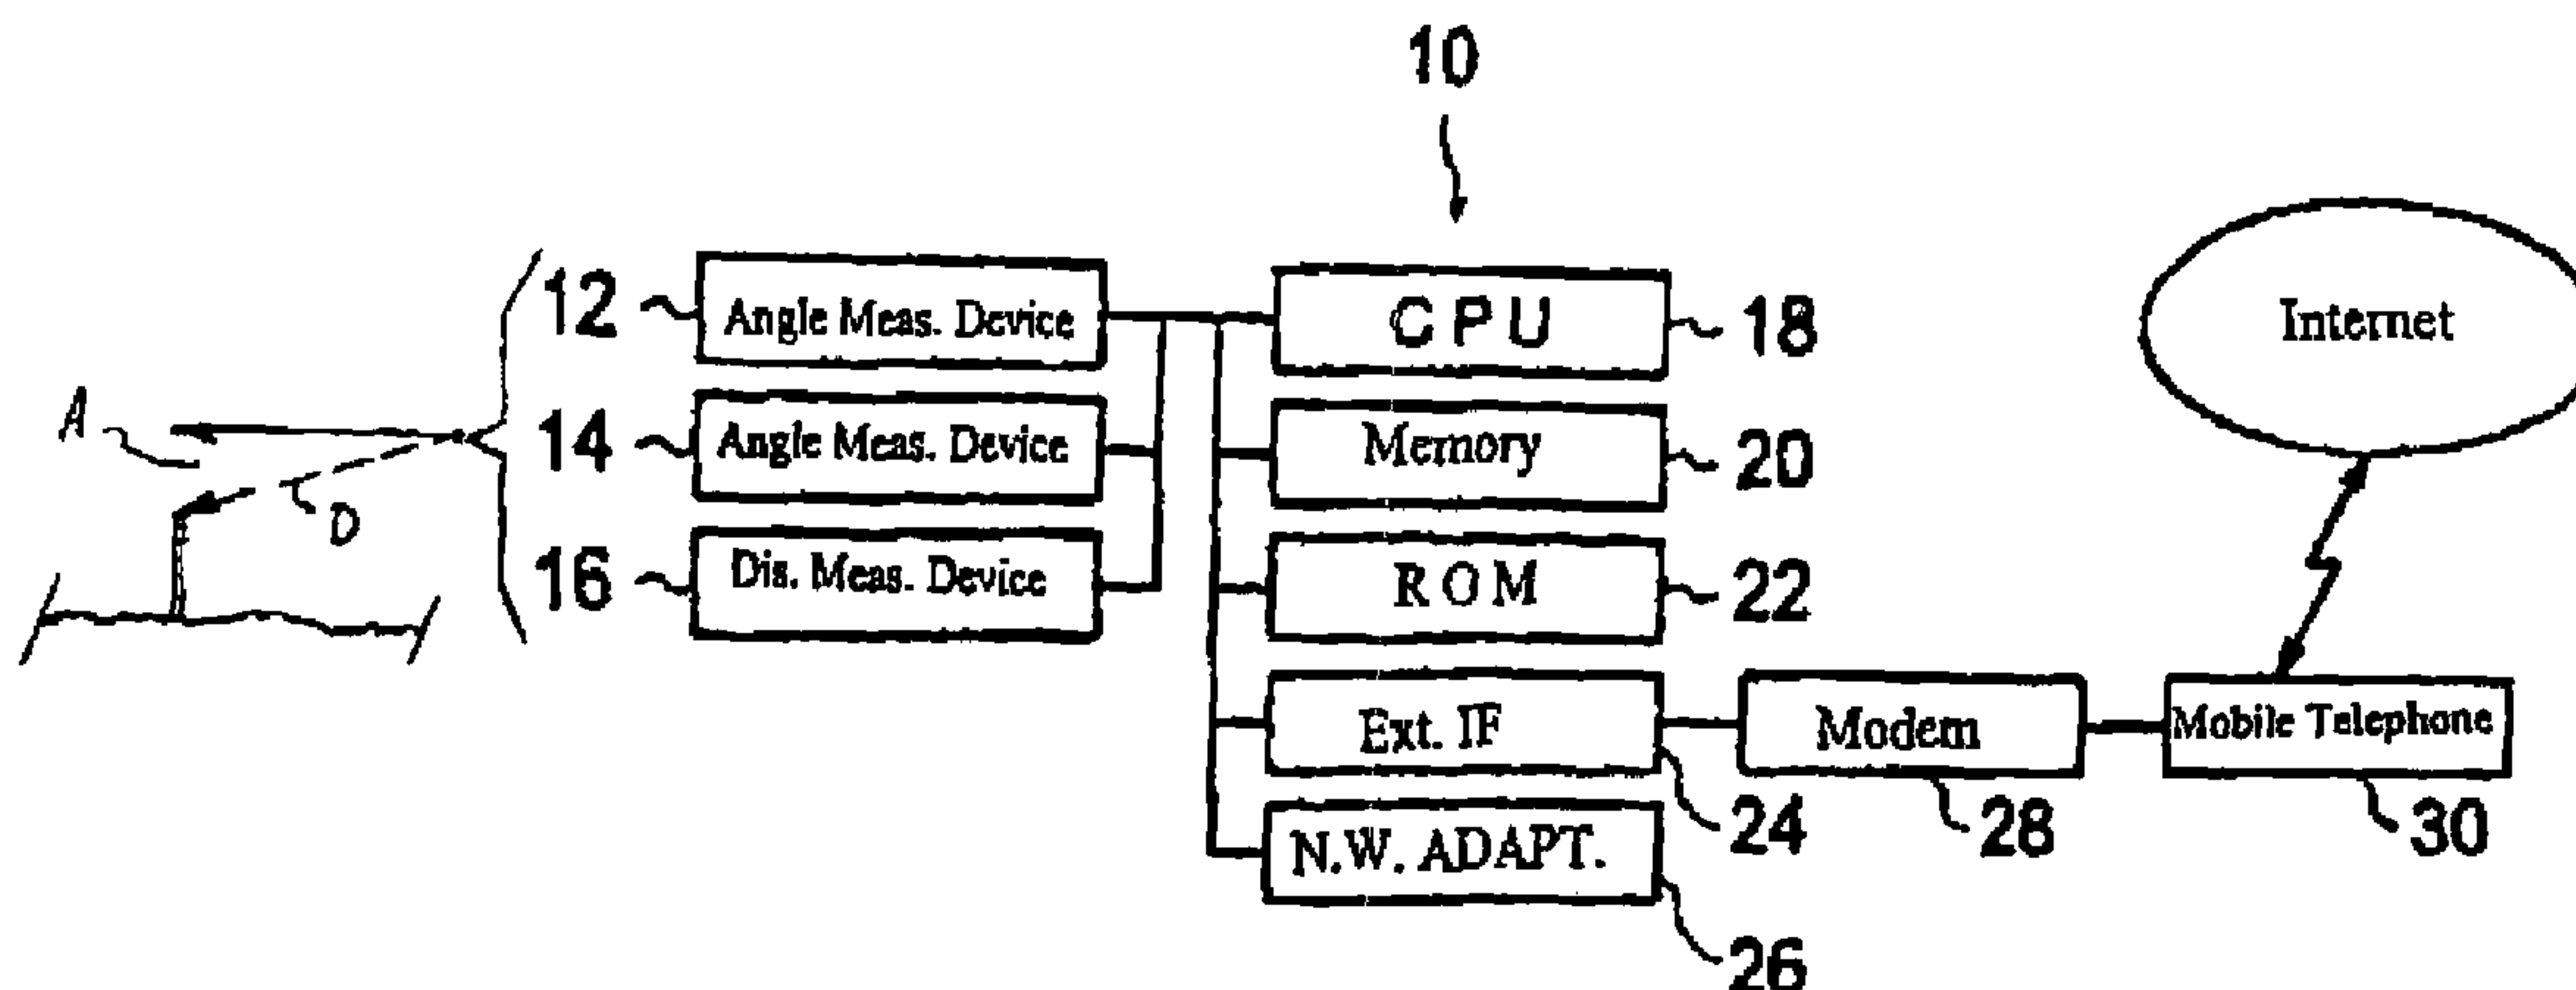 10
12
Angle Meas. Device
CPU
18
Internet
A
14
Angle Meas. Device
Memory
20
D
16
Dis. Meas. Device
ROM
22
Ext. IF
Modem
Mobile Telephone
24
28
30
N.W. ADAPT.
26